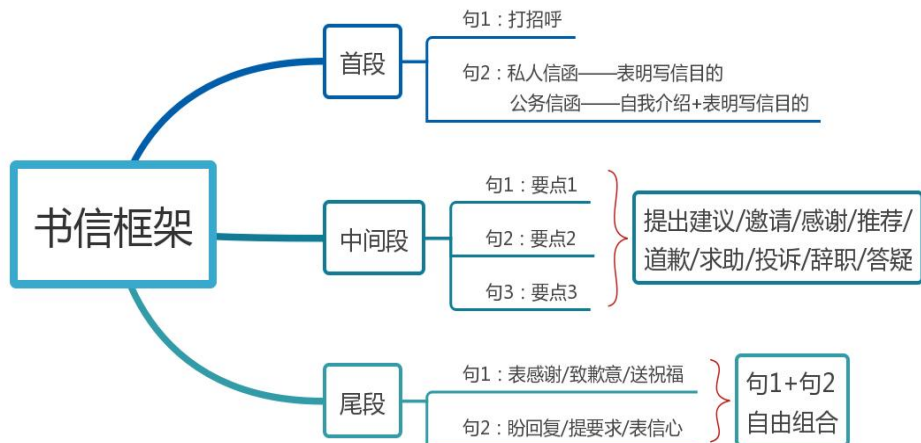 书信框架
首段
句1：打招呼
句2：私人信函——表明写信目的
公务信函——自我介绍+表明写信目的
中间段
句1：要点1
句2：要点2
句3：要点3
提出建议/邀请/感谢/推荐/
道歉/求助/投诉/辞职/答疑
尾段
句1：表感谢/致歉意/送祝福
句2：盼回复/提要求/表信心
句1+句2
自由组合